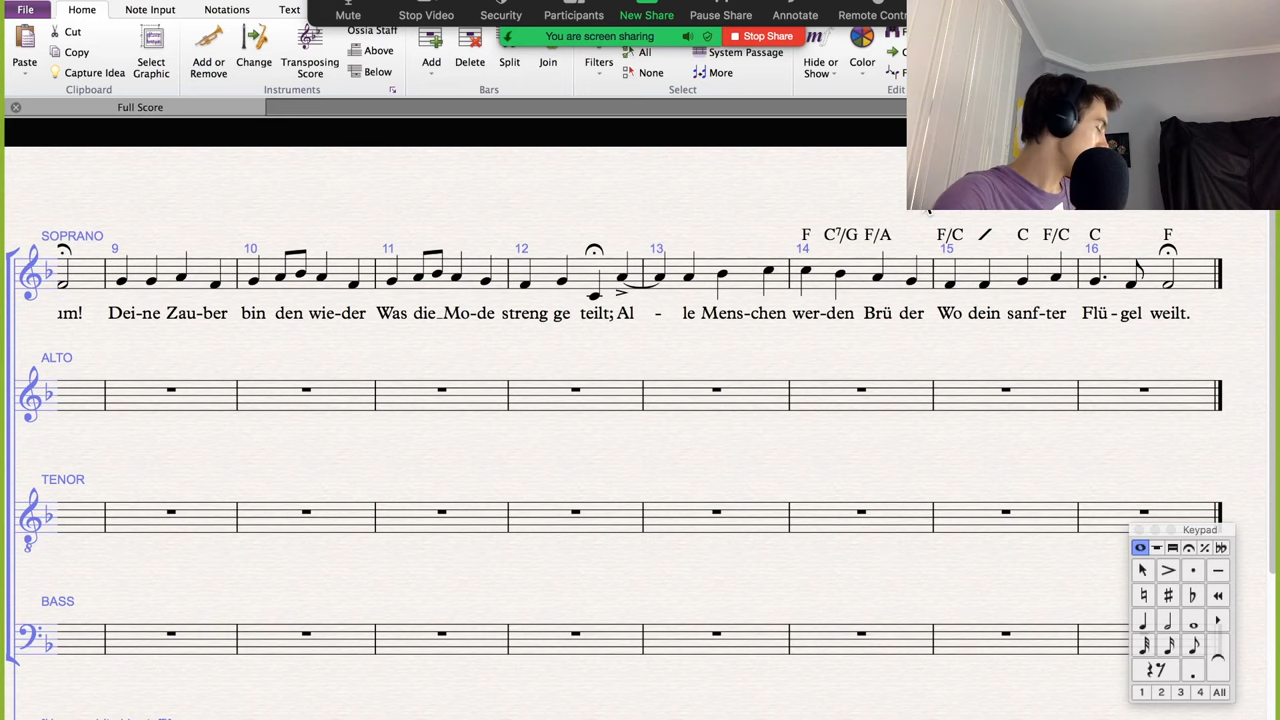 File Home Note Input Notations Text
Mute Stop Video Security Participants New Share Pause Share Annotate
You are screen sharing Stop Share
Cut
Copy
Capture Idea
Paste
Select Graphic
Clipboard
Add or Remove
Change
Transposing Score
Ossia Staff
Above
Below
Instruments
Add Delete Split Join
Bars
Filters
All
None
System Passage
More
Select
Hide or Show
Color
Edit
Full Score
F C7/G F/A F/C C F/C C F
SOPRANO
9 10 11 12 13 14 15 16
Dei-ne Zau-ber bin den wie-der Was die_Mo-de streng ge teilt; Al - le Mens-chen wer-den Brü der Wo dein sanf-ter Flü-gel weilt.
ALTO
TENOR
8
BASS
Keypad
1 2 3 4 All